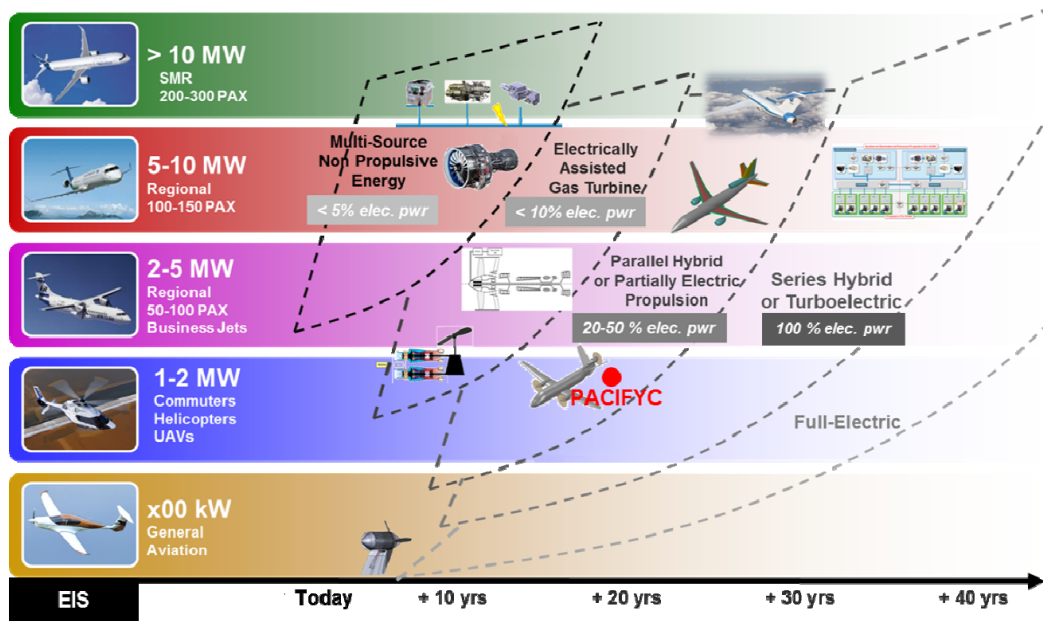 > 10 MW
SMR
200-300 PAX
Multi-Source
Non Propulsive
Energy
< 5% elec. pwr
Electrically
Assisted
Gas Turbine
< 10% elec. pwr
5-10 MW
Regional
100-150 PAX
2-5 MW
Regional
50-100 PAX
Business Jets
Parallel Hybrid
or Partially Electric
Propulsion
20-50 % elec. pwr
Series Hybrid
or Turboelectric
100 % elec. pwr
1-2 MW
Commuters
Helicopters
UAVs
PACIFYC
Full-Electric
x00 kW
General
Aviation
EIS
Today
+ 10 yrs
+ 20 yrs
+ 30 yrs
+ 40 yrs